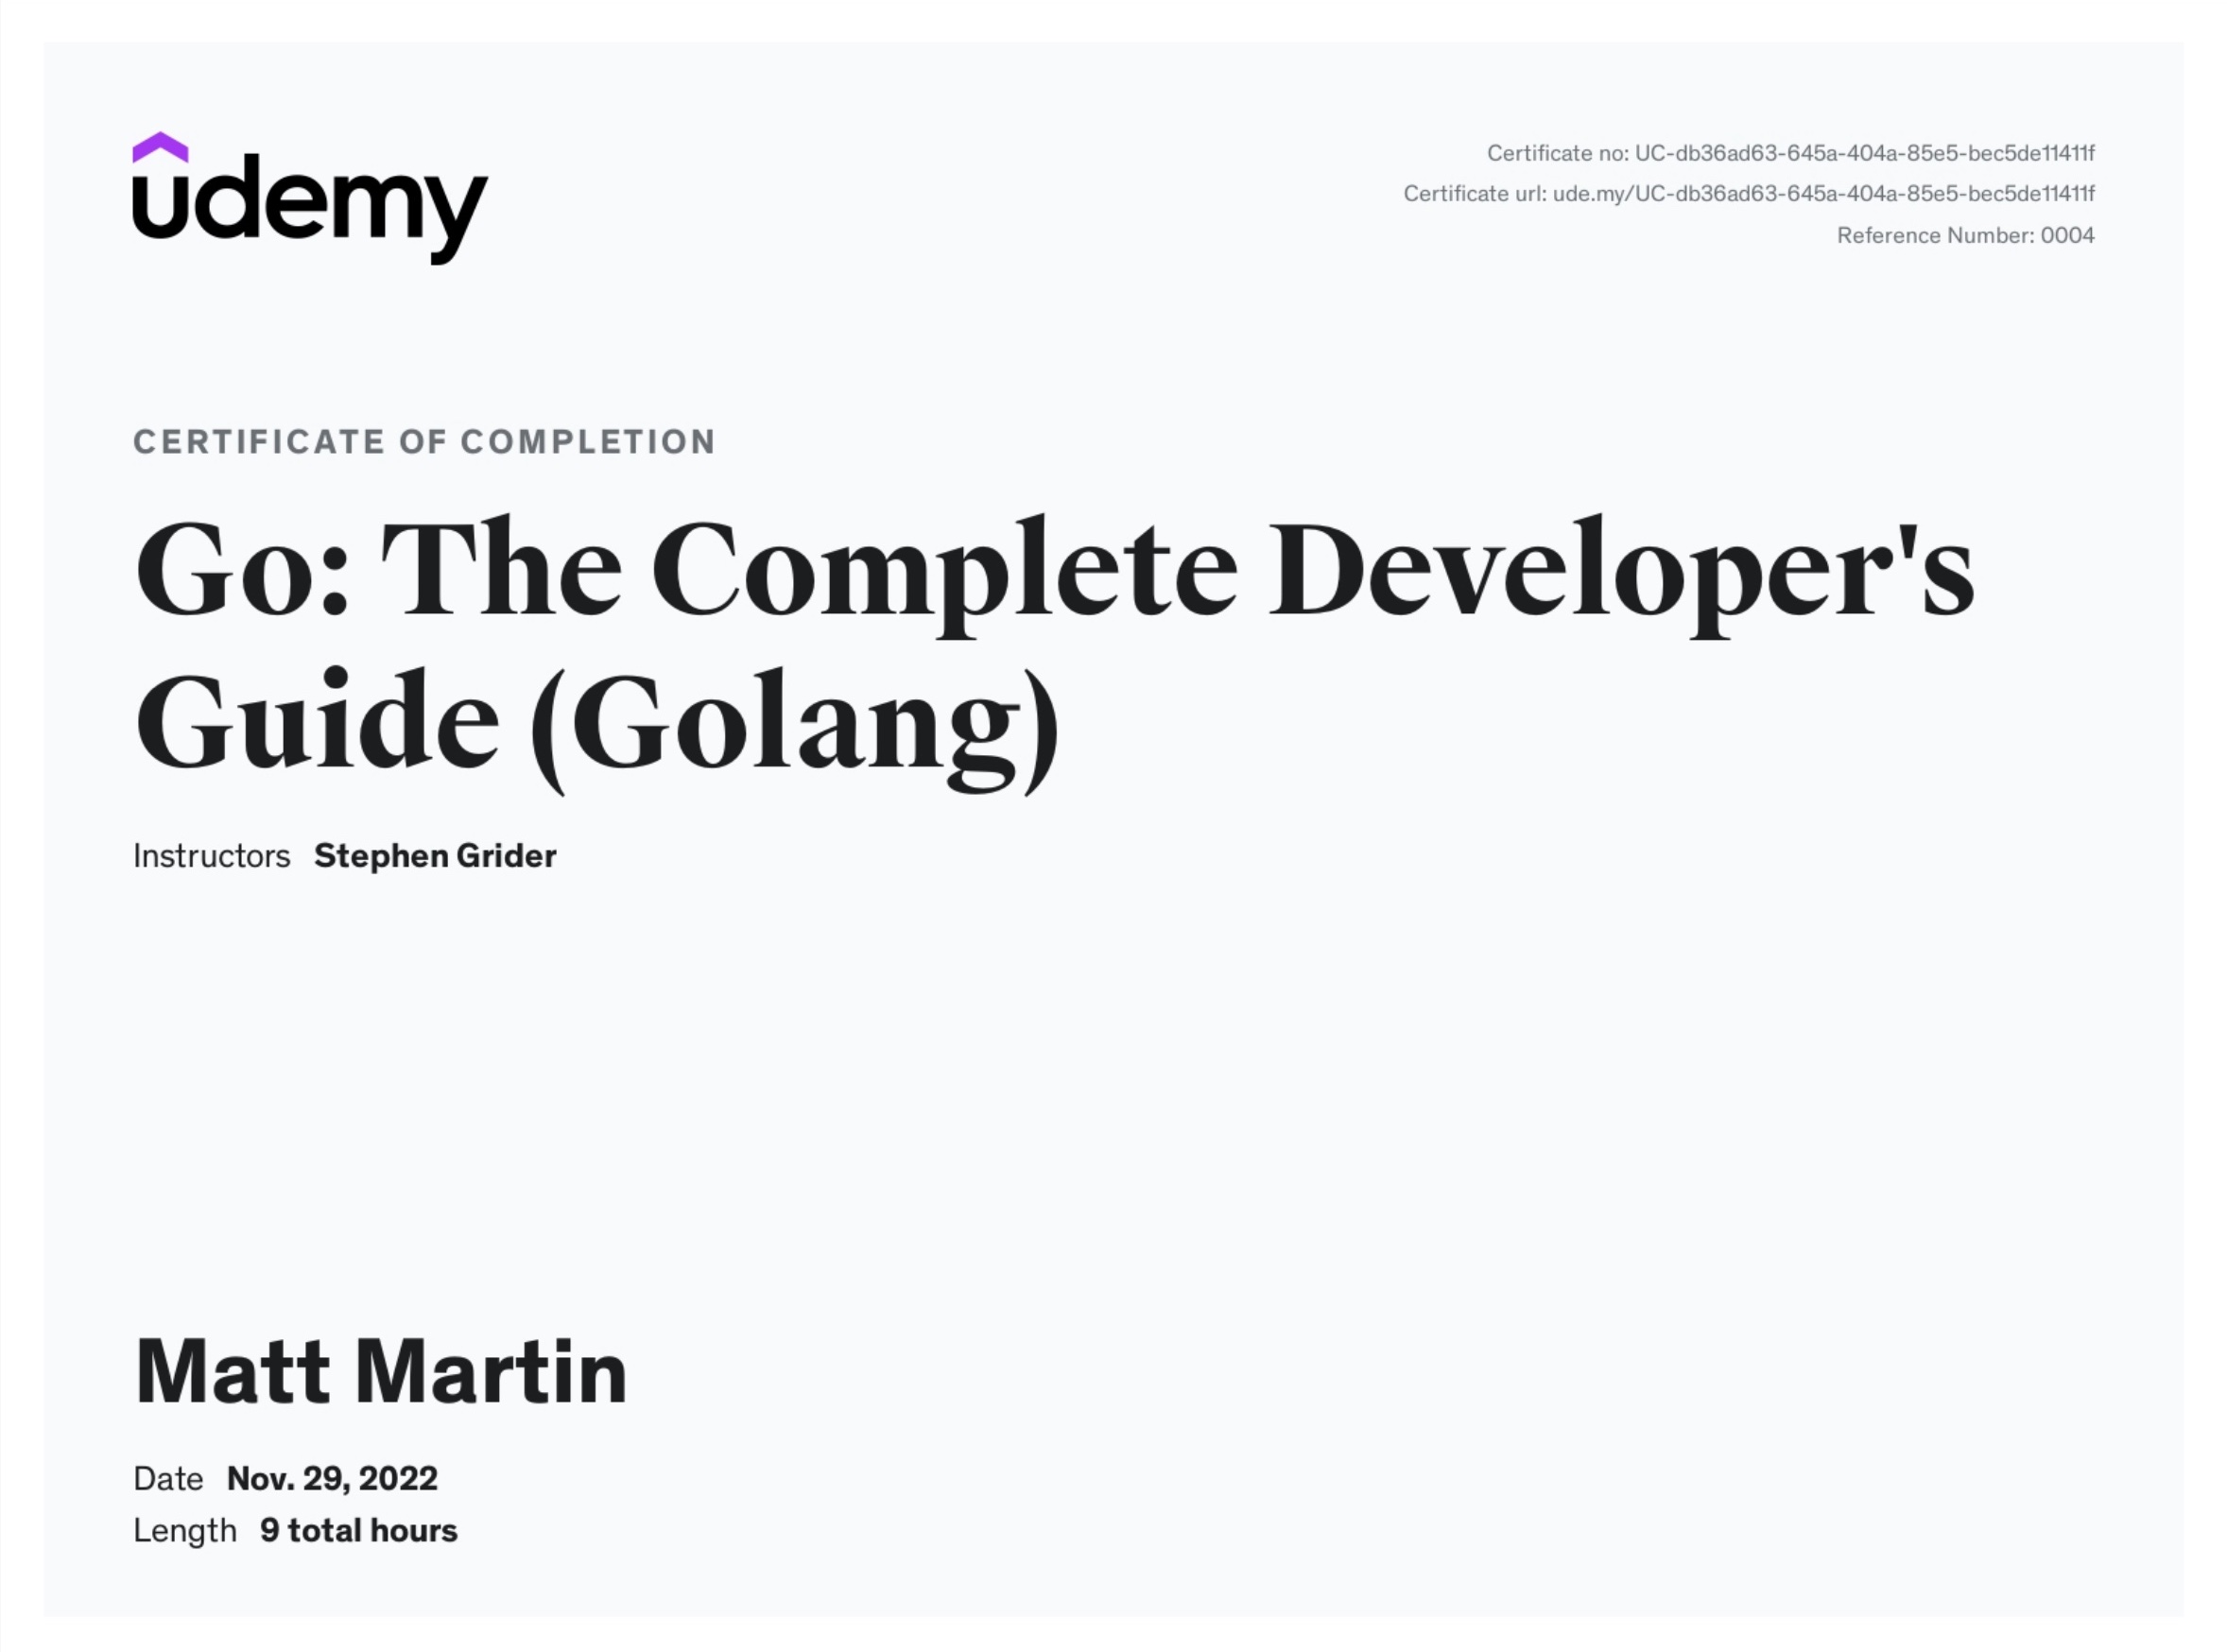 udemy
Certificate no: UC-db36ad63-645a-404a-85e5-bec5de11411f
Certificate url: ude.my/UC-db36ad63-645a-404a-85e5-bec5de11411f
Reference Number: 0004
CERTIFICATE OF COMPLETION
Go: The Complete Developer's
Guide (Golang)
Instructors Stephen Grider
Matt Martin
Date Nov. 29, 2022
Length 9 total hours